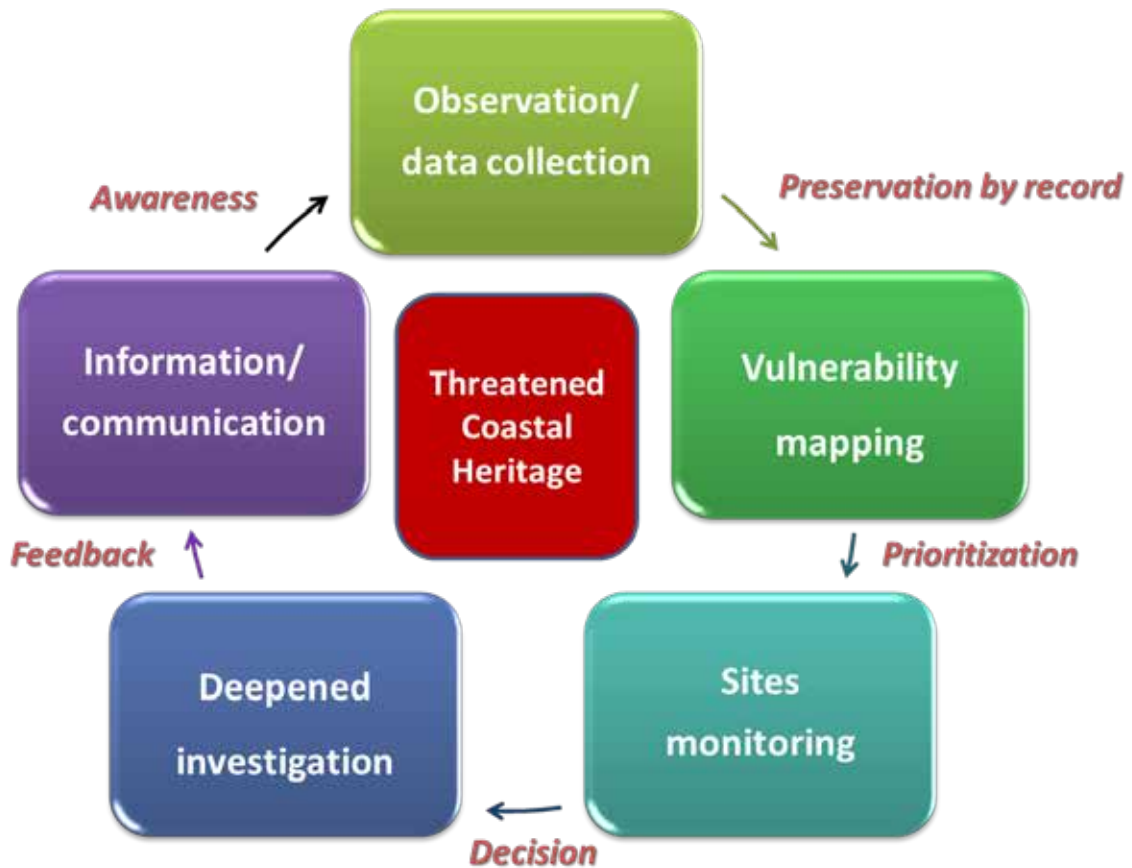 Observation/
data collection
Awareness
Preservation by record
Information/
communication
Threatened
Coastal
Heritage
Vulnerability
mapping
Feedback
Prioritization
Deepened
investigation
Sites
monitoring
Decision